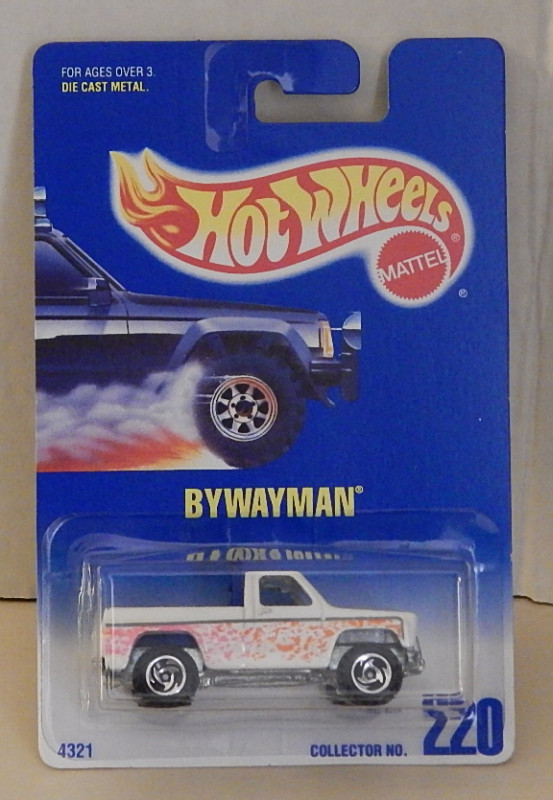 FOR AGES OVER 3.
DIE CAST METAL.
HOT WHEELS®
MATTEL
®
BYWAYMAN®
4321
COLLECTOR NO. 220